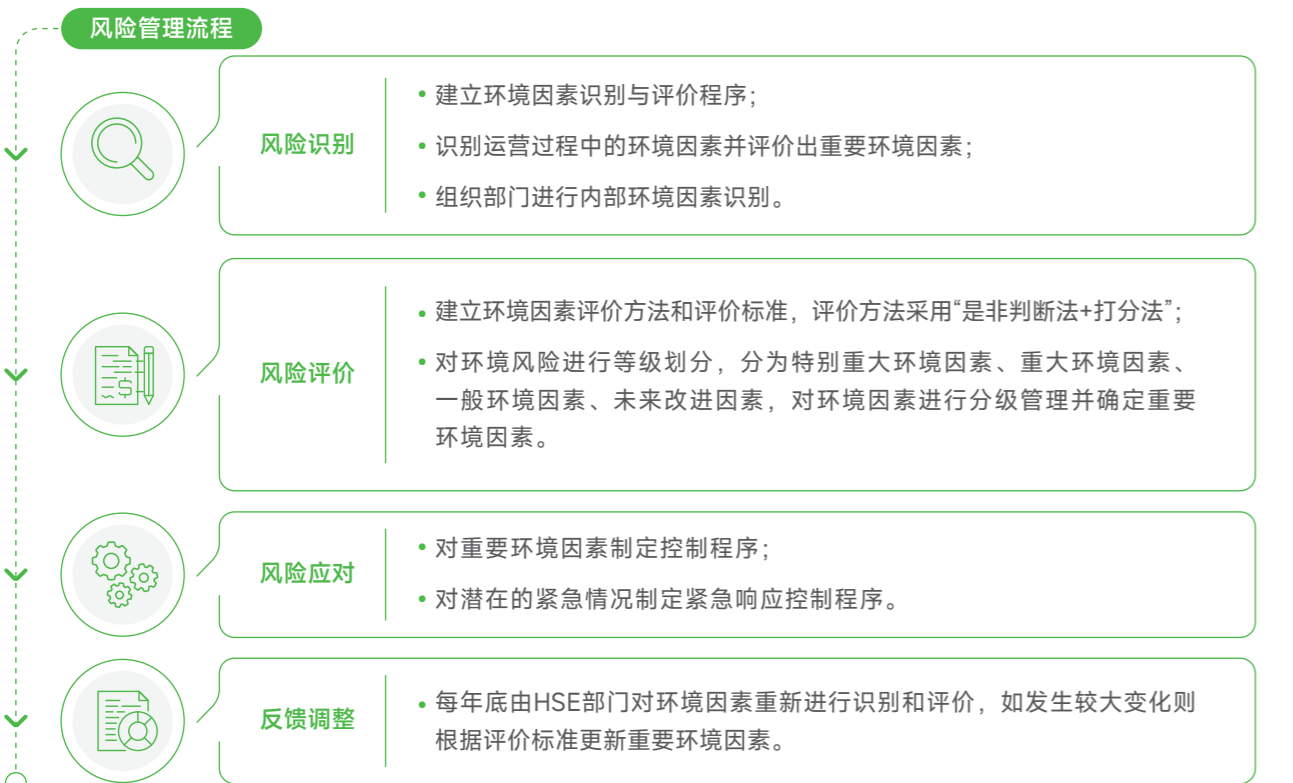 风险管理流程
风险识别
• 建立环境因素识别与评价程序；
• 识别运营过程中的环境因素并评价出重要环境因素；
• 组织部门进行内部环境因素识别。
风险评价
• 建立环境因素评价方法和评价标准，评价方法采用“是非判断法+打分法”；
• 对环境风险进行等级划分，分为特别重大环境因素、重大环境因素、
一般环境因素、未来改进因素，对环境因素进行分级管理并确定重要
环境因素。
风险应对
• 对重要环境因素制定控制程序；
• 对潜在的紧急情况制定紧急响应控制程序。
反馈调整
• 每年底由HSE部门对环境因素重新进行识别和评价，如发生较大变化则
根据评价标准更新重要环境因素。